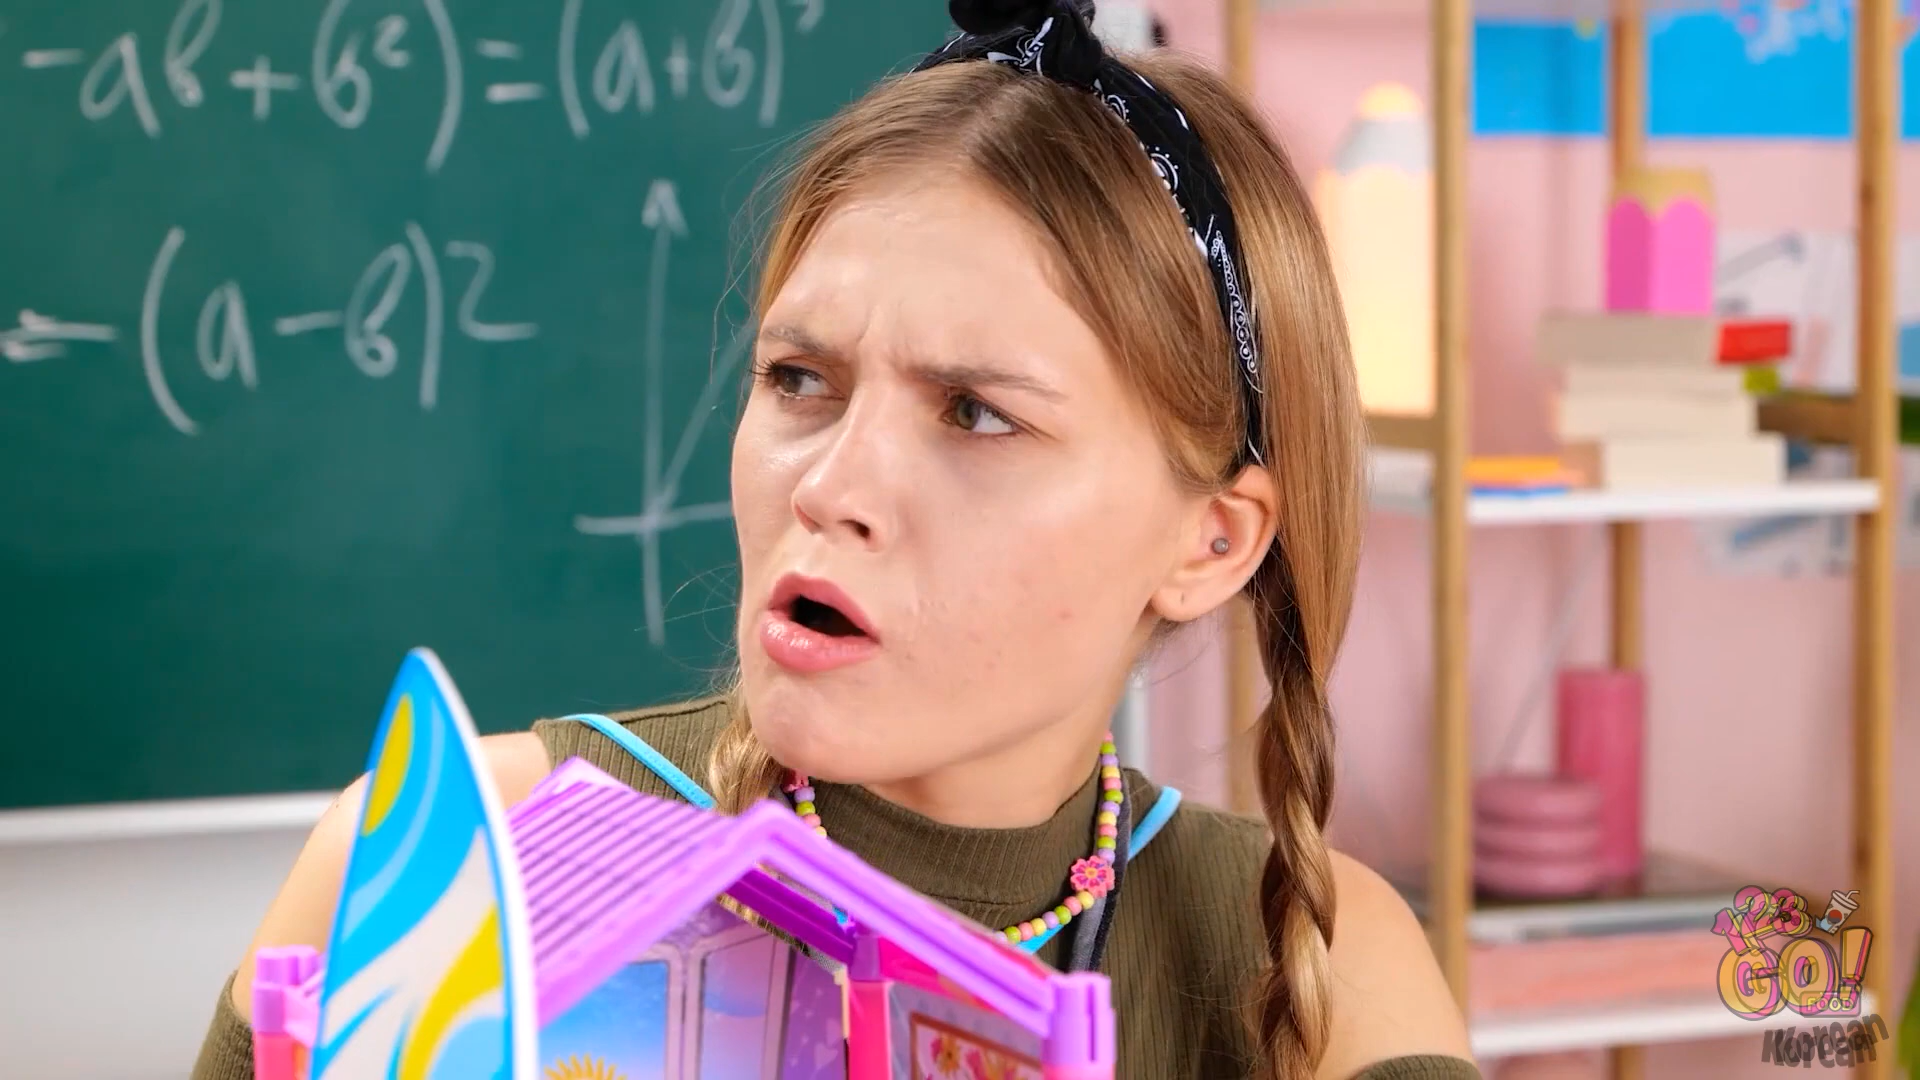 -ab+b²) = (a+b)³
= (a-b)²
123
GO!
FOOD
Korean